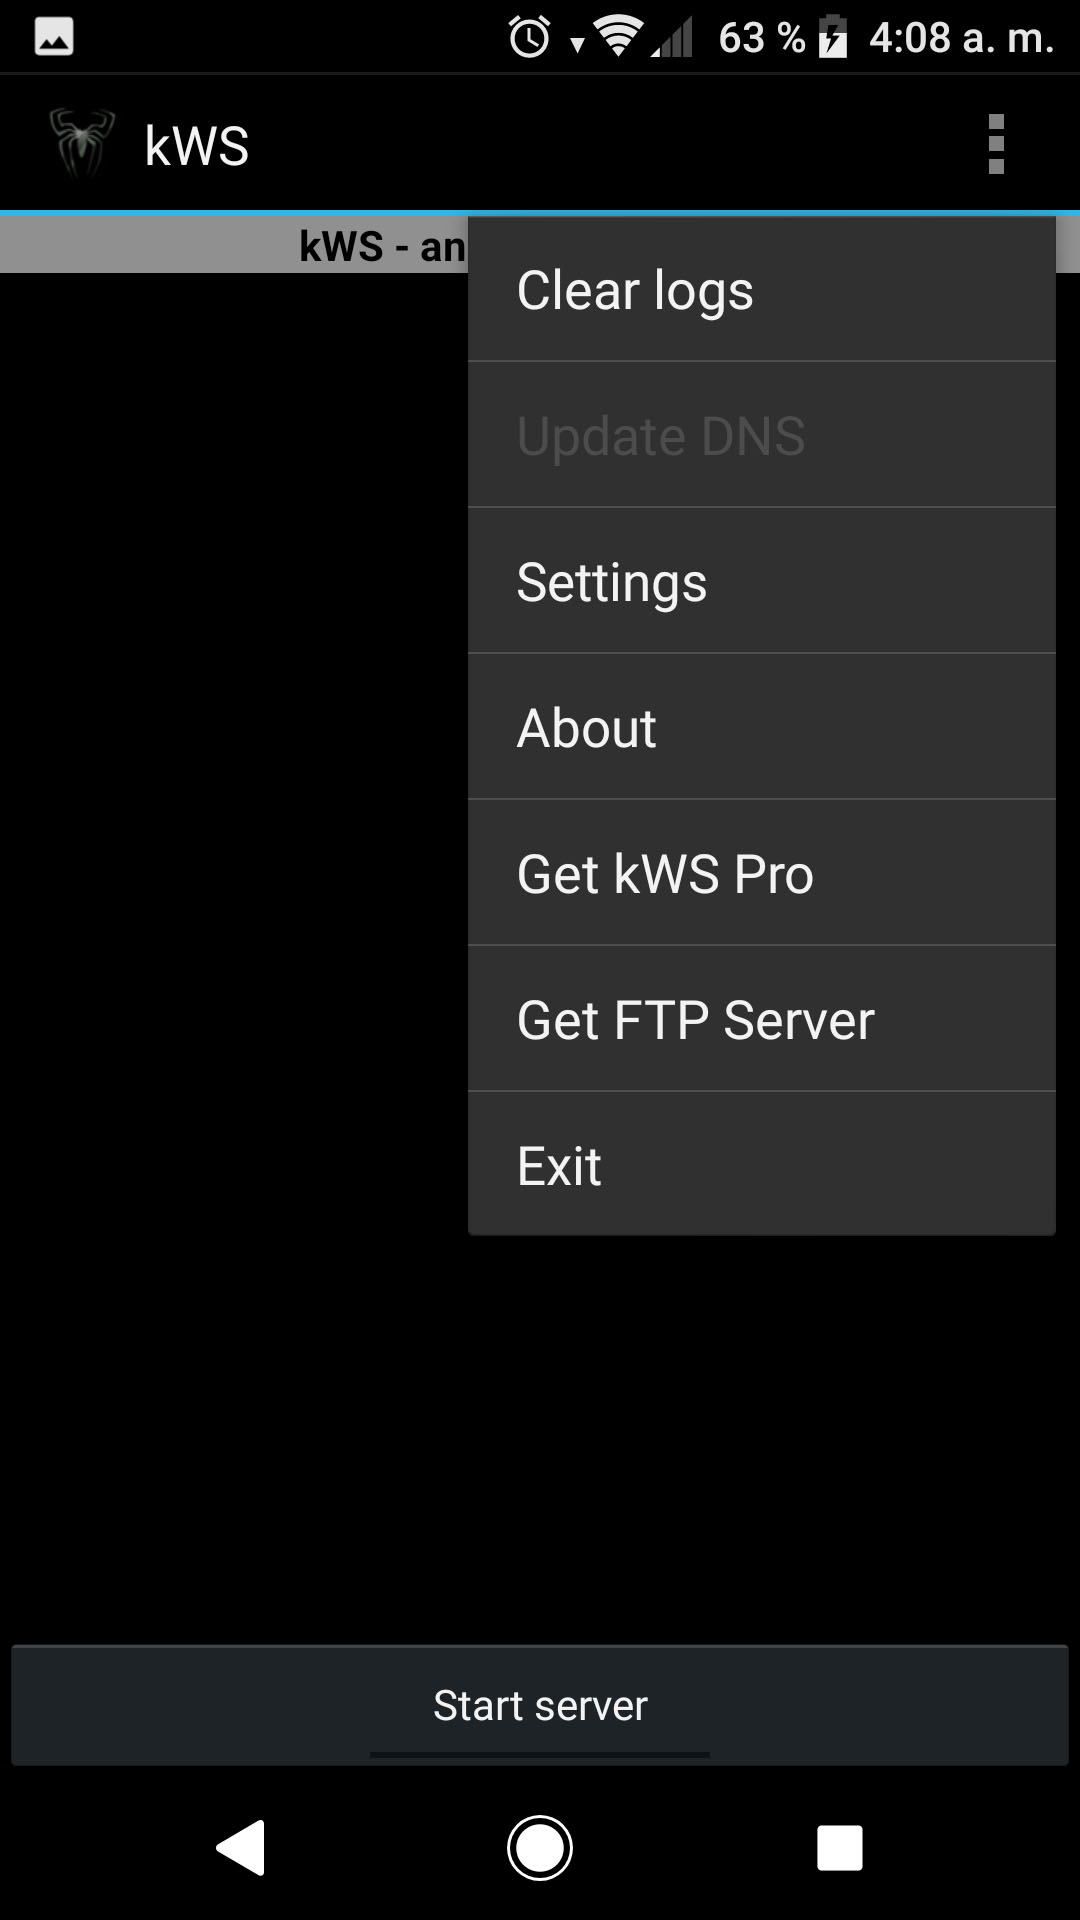 63 % 4:08 a. m.
kWS
kWS - an
Clear logs
Update DNS
Settings
About
Get kWS Pro
Get FTP Server
Exit
Start server